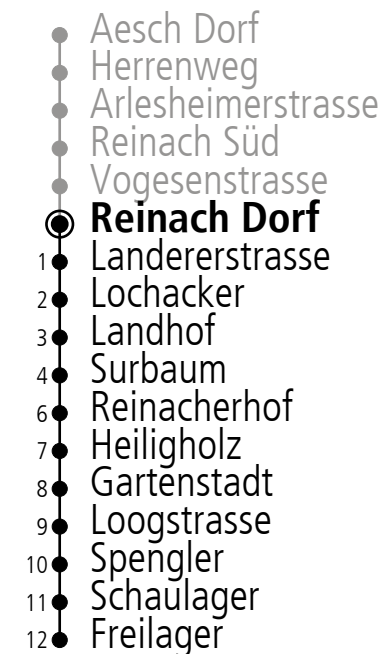 Aesch Dorf
Herrenweg
Arlesheimerstrasse
Reinach Süd
Vogesenstrasse
Reinach Dorf
1 Landererstrasse
2 Lochacker
3 Landhof
4 Surbaum
6 Reinacherhof
7 Heiligholz
8 Gartenstadt
9 Loogstrasse
10 Spengler
11 Schaulager
12 Freilager